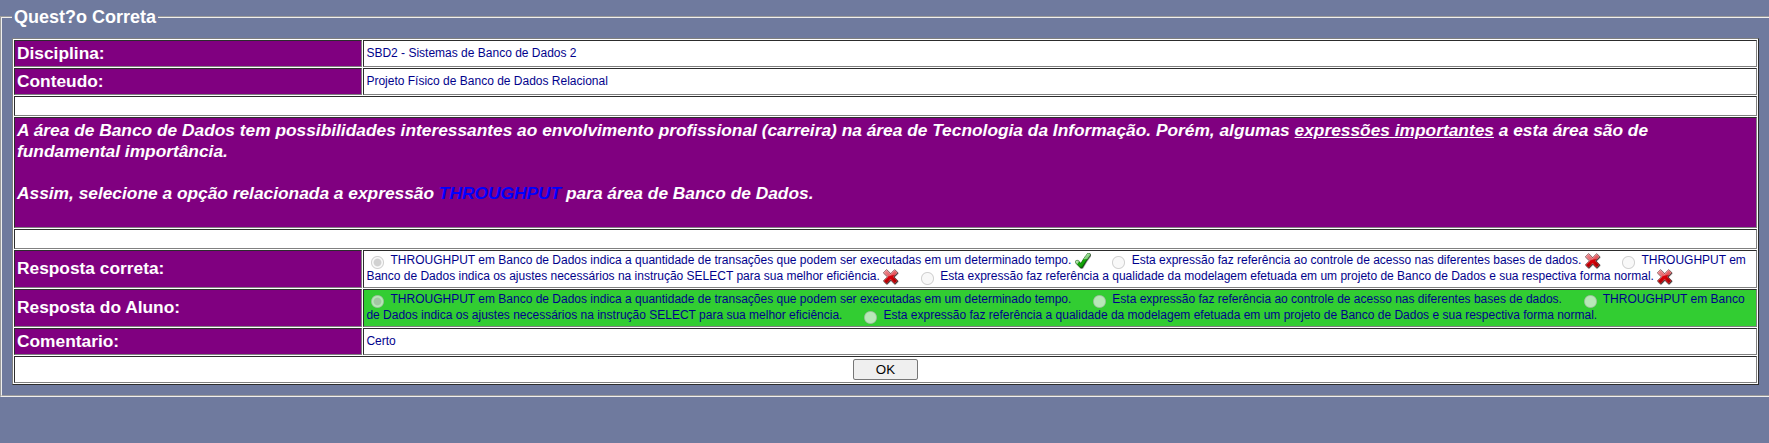 Quest?o Correta
Disciplina:
SBD2 - Sistemas de Banco de Dados 2
Conteudo:
Projeto Físico de Banco de Dados Relacional
A área de Banco de Dados tem possibilidades interessantes ao envolvimento profissional (carreira) na área de Tecnologia da Informação. Porém, algumas expressões importantes a esta área são de
fundamental importância.
Assim, selecione a opção relacionada a expressão THROUGHPUT para área de Banco de Dados.
Resposta correta:
THROUGHPUT em Banco de Dados indica a quantidade de transações que podem ser executadas em um determinado tempo. Esta expressão faz referência ao controle de acesso nas diferentes bases de dados. THROUGHPUT em
Banco de Dados indica os ajustes necessários na instrução SELECT para sua melhor eficiência. Esta expressão faz referência a qualidade da modelagem efetuada em um projeto de Banco de Dados e sua respectiva forma normal.
Resposta do Aluno:
THROUGHPUT em Banco de Dados indica a quantidade de transações que podem ser executadas em um determinado tempo. Esta expressão faz referência ao controle de acesso nas diferentes bases de dados. THROUGHPUT em Banco
de Dados indica os ajustes necessários na instrução SELECT para sua melhor eficiência. Esta expressão faz referência a qualidade da modelagem efetuada em um projeto de Banco de Dados e sua respectiva forma normal.
Comentario:
Certo
OK